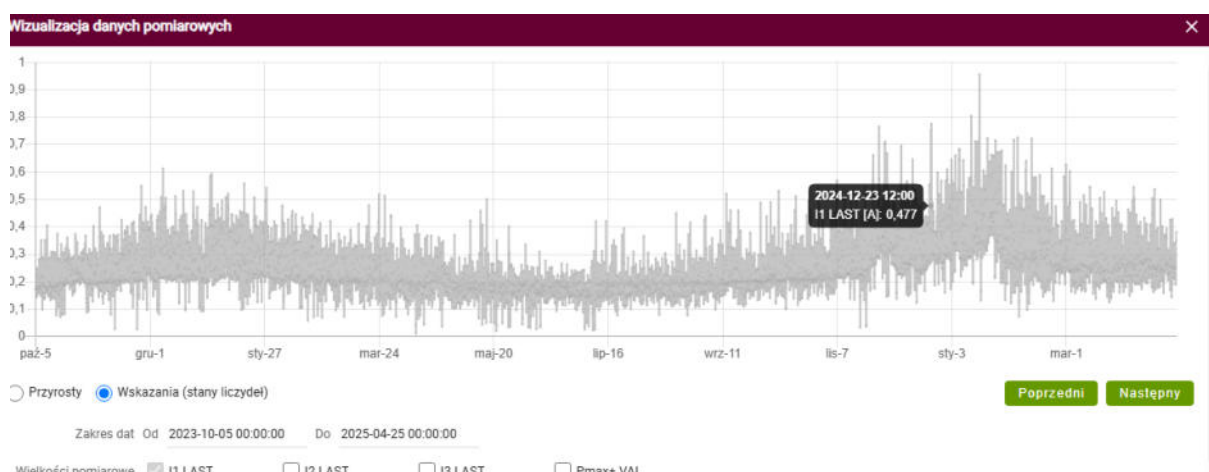 Wizualizacja danych pomiarowych ×
1
0,9
0,8
0,7
0,6
0,5
0,4
0,3
0,2
0,1
0
2024-12-23 12:00
I1 LAST [A]: 0,477
paź-5 gru-1 sty-27 mar-24 maj-20 lip-16 wrz-11 lis-7 sty-3 mar-1
Przyrosty Wskazania (stany liczydeł) Poprzedni Następny
Zakres dat Od 2023-10-05 00:00:00 Do 2025-04-25 00:00:00
Wielkości pomiarowe I1 LAST I2 LAST I3 LAST Pmax+ VAL